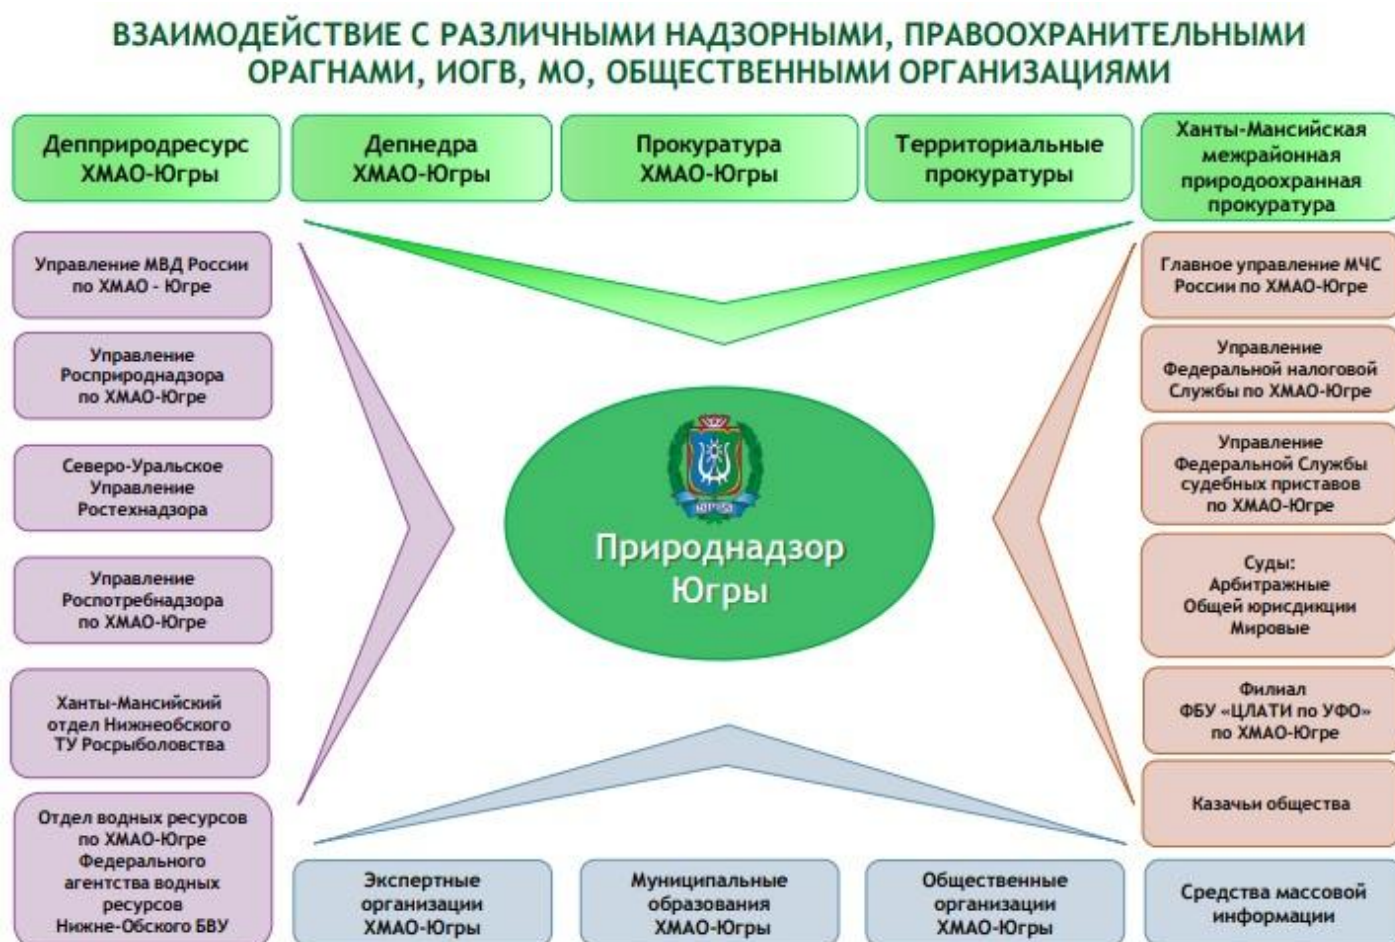 ВЗАИМОДЕЙСТВИЕ С РАЗЛИЧНЫМИ НАДЗОРНЫМИ, ПРАВООХРАНИТЕЛЬНЫМИ
ОРАГНАМИ, ИОГВ, МО, ОБЩЕСТВЕННЫМИ ОРГАНИЗАЦИЯМИ
Депприродресурс
ХМАО-Югры
Депнедра
ХМАО-Югры
Прокуратура
ХМАО-Югры
Территориальные
прокуратуры
Ханты-Мансийская
межрайонная
природоохранная
прокуратура
Управление МВД России
по ХМАО - Югре
Управление
Росприроднадзора
по ХМАО-Югре
Северо-Уральское
Управление
Ростехнадзора
Управление
Роспотребнадзора
по ХМАО-Югре
Ханты-Мансийский
отдел Нижнеобского
ТУ Росрыболовства
Отдел водных ресурсов
по ХМАО-Югре
Федерального
агентства водных
ресурсов
Нижне-Обского БВУ
Природнадзор
Югры
Главное управление МЧС
России по ХМАО-Югре
Управление
Федеральной налоговой
Службы по ХМАО-Югре
Управление
Федеральной Службы
судебных приставов
по ХМАО-Югре
Суды:
Арбитражные
Общей юрисдикции
Мировые
Филиал
ФБУ «ЦЛАТИ по УФО»
по ХМАО-Югре
Казачьи общества
Экспертные
организации
ХМАО-Югры
Муниципальные
образования
ХМАО-Югры
Общественные
организации
ХМАО-Югры
Средства массовой
информации